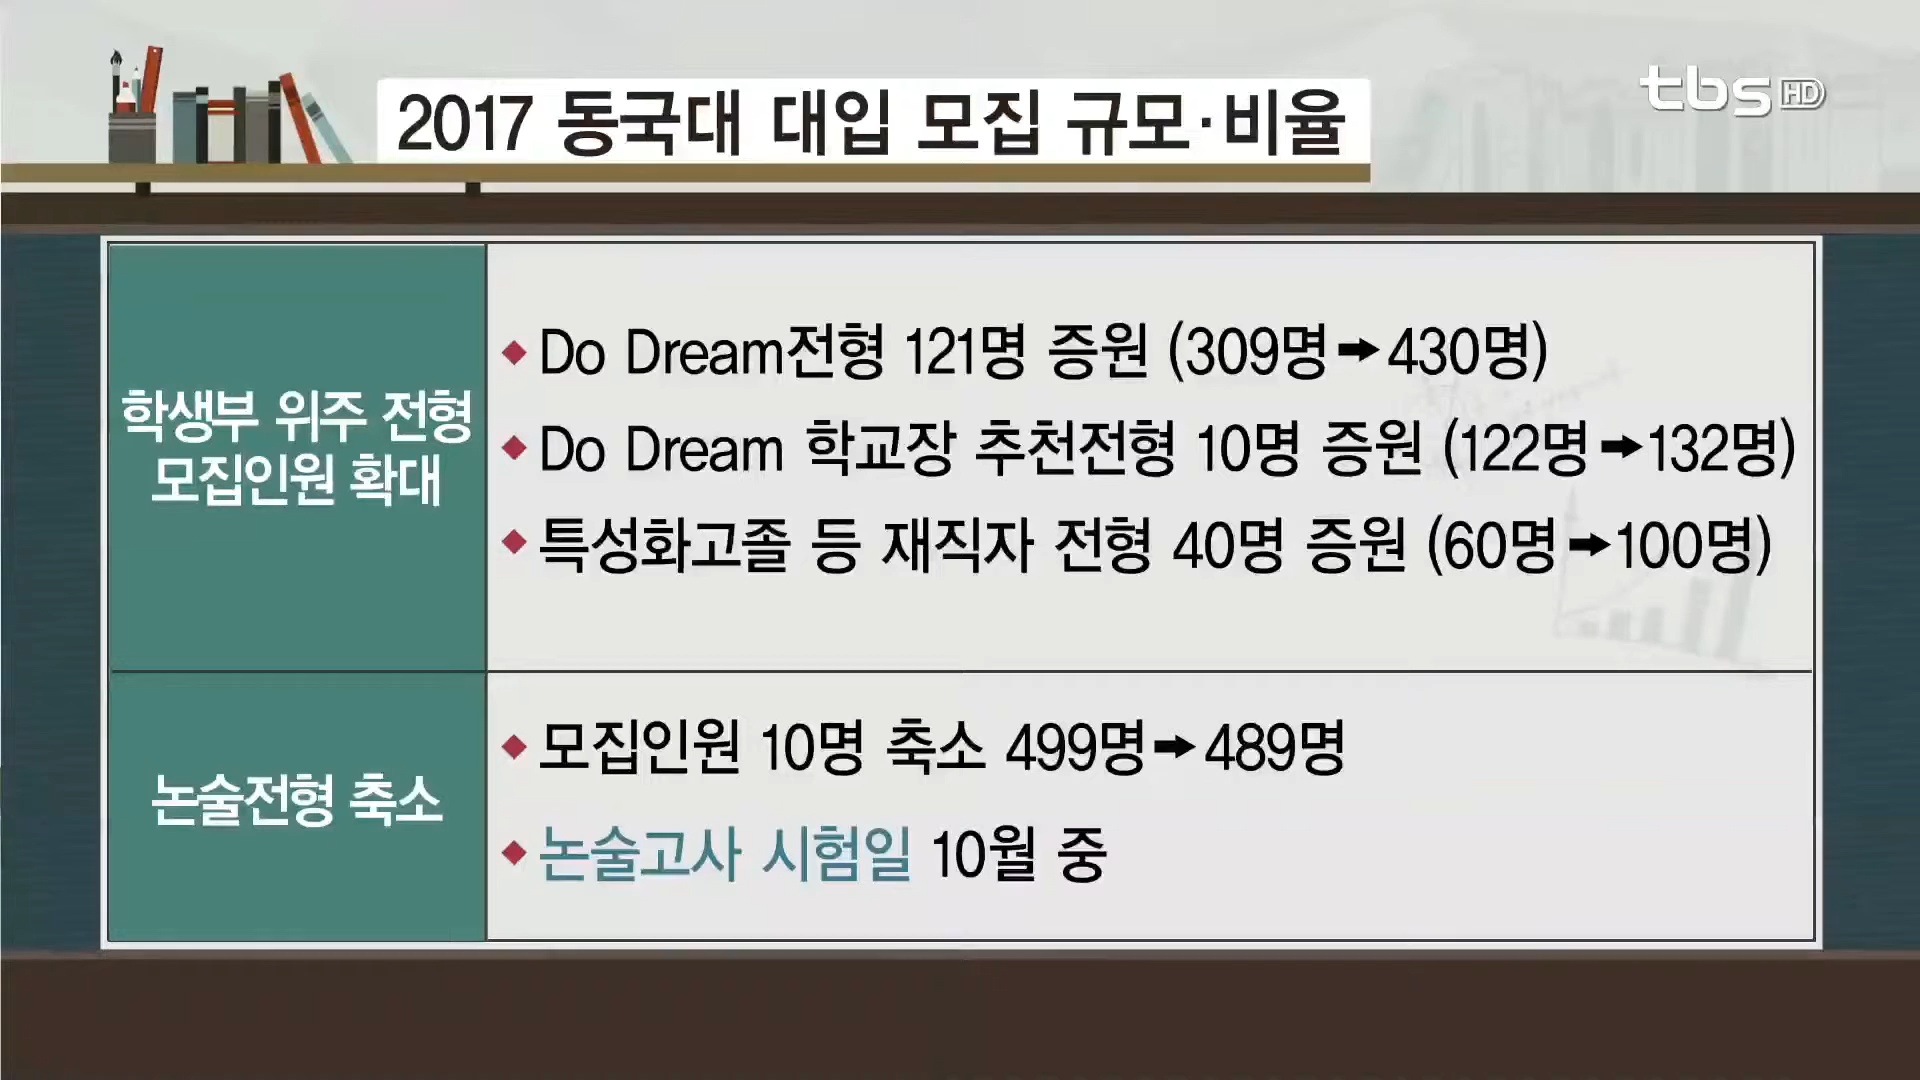 2017 동국대 대입 모집 규모·비율
tbs HD
학생부 위주 전형
모집인원 확대
◆ Do Dream전형 121명 증원 (309명➡430명)
◆ Do Dream 학교장 추천전형 10명 증원 (122명➡132명)
◆ 특성화고졸 등 재직자 전형 40명 증원 (60명➡100명)
논술전형 축소
◆ 모집인원 10명 축소 499명➡489명
◆ 논술고사 시험일 10월 중